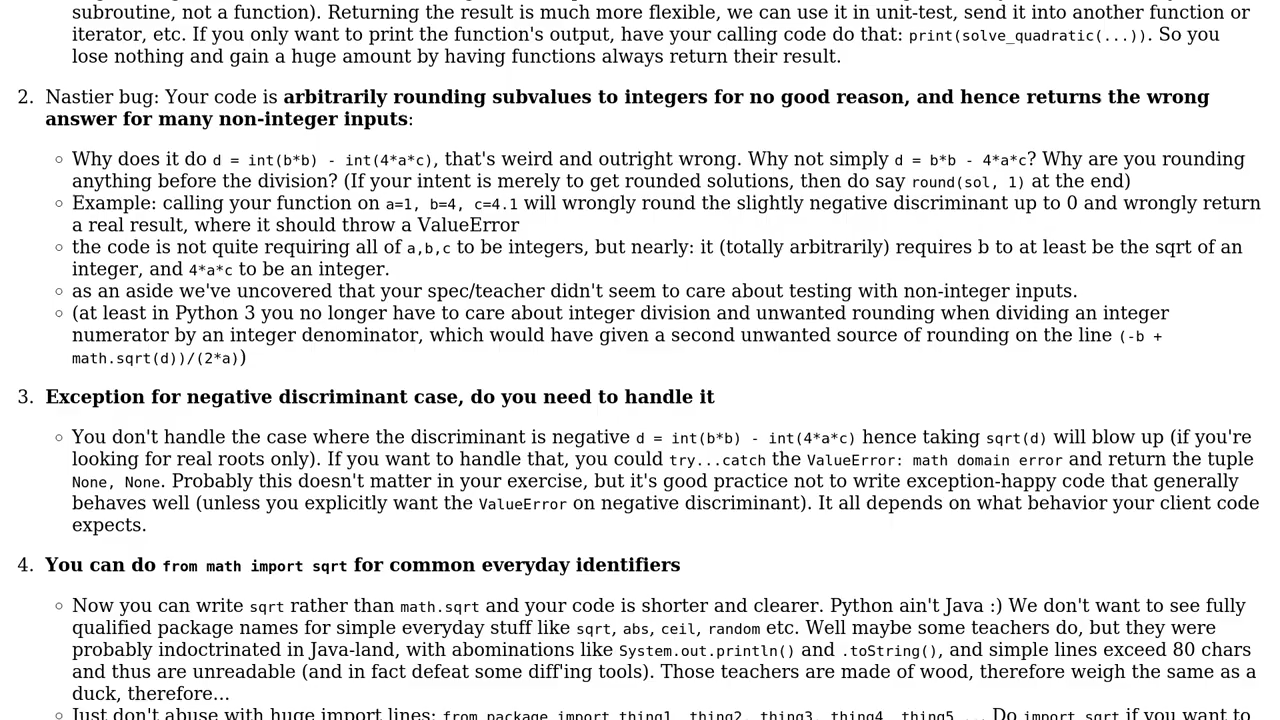 subroutine, not a function). Returning the result is much more flexible, we can use it in unit-test, send it into another function or
iterator, etc. If you only want to print the function's output, have your calling code do that: print(solve_quadratic(...)). So you
lose nothing and gain a huge amount by having functions always return their result.
2. Nastier bug: Your code is arbitrarily rounding subvalues to integers for no good reason, and hence returns the wrong
answer for many non-integer inputs:
◦ Why does it do d = int(b*b) - int(4*a*c), that's weird and outright wrong. Why not simply d = b*b - 4*a*c? Why are you rounding
anything before the division? (If your intent is merely to get rounded solutions, then do say round(sol, 1) at the end)
◦ Example: calling your function on a=1, b=4, c=4.1 will wrongly round the slightly negative discriminant up to 0 and wrongly return
a real result, where it should throw a ValueError
◦ the code is not quite requiring all of a,b,c to be integers, but nearly: it (totally arbitrarily) requires b to at least be the sqrt of an
integer, and 4*a*c to be an integer.
◦ as an aside we've uncovered that your spec/teacher didn't seem to care about testing with non-integer inputs.
◦ (at least in Python 3 you no longer have to care about integer division and unwanted rounding when dividing an integer
numerator by an integer denominator, which would have given a second unwanted source of rounding on the line (-b +
math.sqrt(d))/(2*a))
3. Exception for negative discriminant case, do you need to handle it
◦ You don't handle the case where the discriminant is negative d = int(b*b) - int(4*a*c) hence taking sqrt(d) will blow up (if you're
looking for real roots only). If you want to handle that, you could try...catch the ValueError: math domain error and return the tuple
None, None. Probably this doesn't matter in your exercise, but it's good practice not to write exception-happy code that generally
behaves well (unless you explicitly want the ValueError on negative discriminant). It all depends on what behavior your client code
expects.
4. You can do from math import sqrt for common everyday identifiers
◦ Now you can write sqrt rather than math.sqrt and your code is shorter and clearer. Python ain't Java :) We don't want to see fully
qualified package names for simple everyday stuff like sqrt, abs, ceil, random etc. Well maybe some teachers do, but they were
probably indoctrinated in Java-land, with abominations like System.out.println() and .toString(), and simple lines exceed 80 chars
and thus are unreadable (and in fact defeat some diff'ing tools). Those teachers are made of wood, therefore weigh the same as a
duck, therefore...
◦ Just don't abuse with huge import lines: from package import thing1, thing2, thing3, thing4, thing5 ... Do import sqrt if you want to